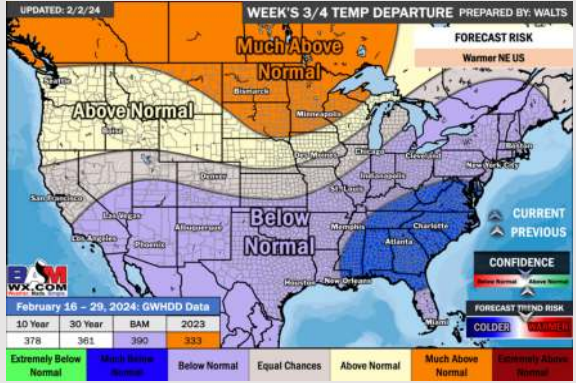 UPDATED: 2/2/24
WEEK'S 3/4 TEMP DEPARTURE
PREPARED BY: WALTS
FORECAST RISK
Warmer NE US
Much Above
Normal
Seattle
Bismarck
Above Normal
Minneapolis
Boise
Des Moines
Chicago
Boston
Cleveland
New York City
Denver
Indianapolis
St. Louis
San Francisco
Las Vegas
Below
Normal
CURRENT
PREVIOUS
Albuquerque
Memphis
Charlotte
Los Angeles
Phoenix
Atlanta
CONFIDENCE
Below Normal
Above Normal
BAM
WX.COM
Houston
New Orleans
Miami
February 16 – 29, 2024: GWHDD Data
FORECAST TREND RISK
COLDER
WARMER
10 Year
30 Year
BAM
2023
378
361
390
333
Extremely Below
Normal
Much Below
Normal
Below Normal
Equal Chances
Above Normal
Much Above
Normal
Extremely Above
Normal